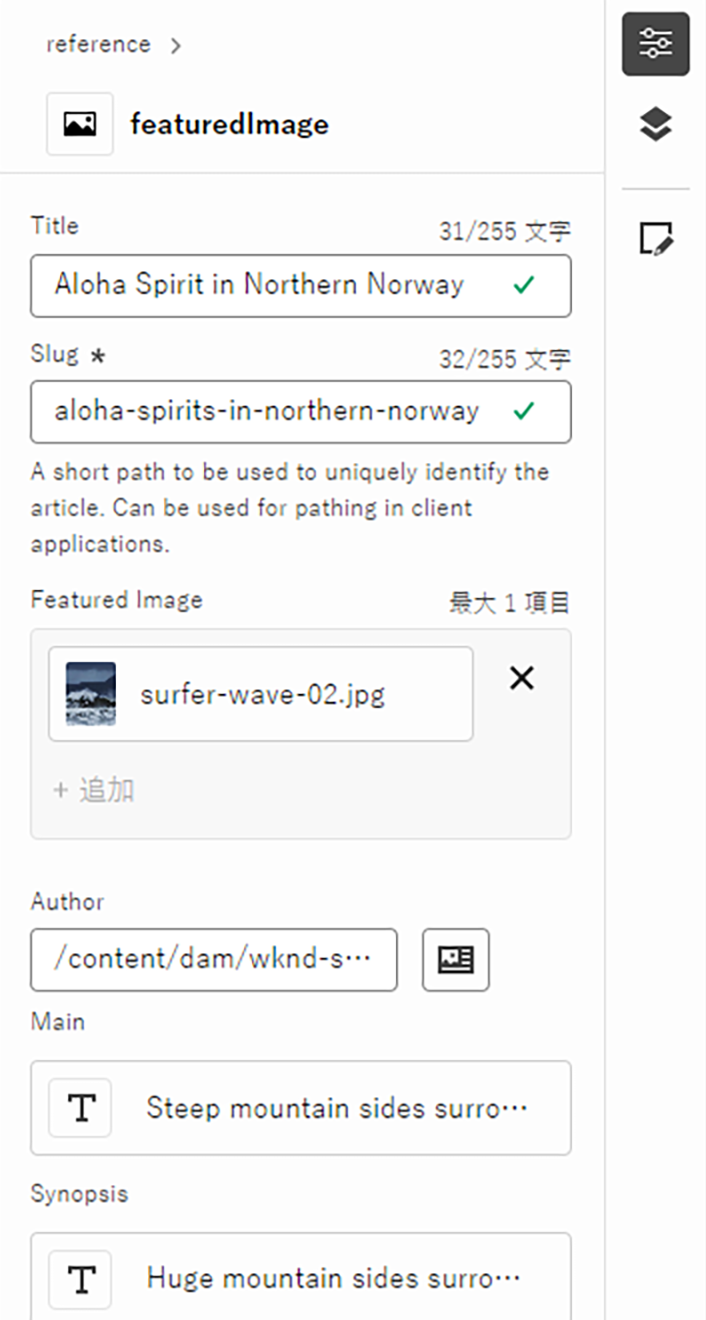 reference
featuredImage
Title
31/255 文字
Aloha Spirit in Northern Norway
Slug *
32/255 文字
aloha-spirits-in-northern-norway
A short path to be used to uniquely identify the
article. Can be used for pathing in client
applications.
Featured Image
最大 1 項目
surfer-wave-02.jpg
+ 追加
Author
/content/dam/wknd-s⋯
Main
Steep mountain sides surro⋯
Synopsis
Huge mountain sides surro⋯